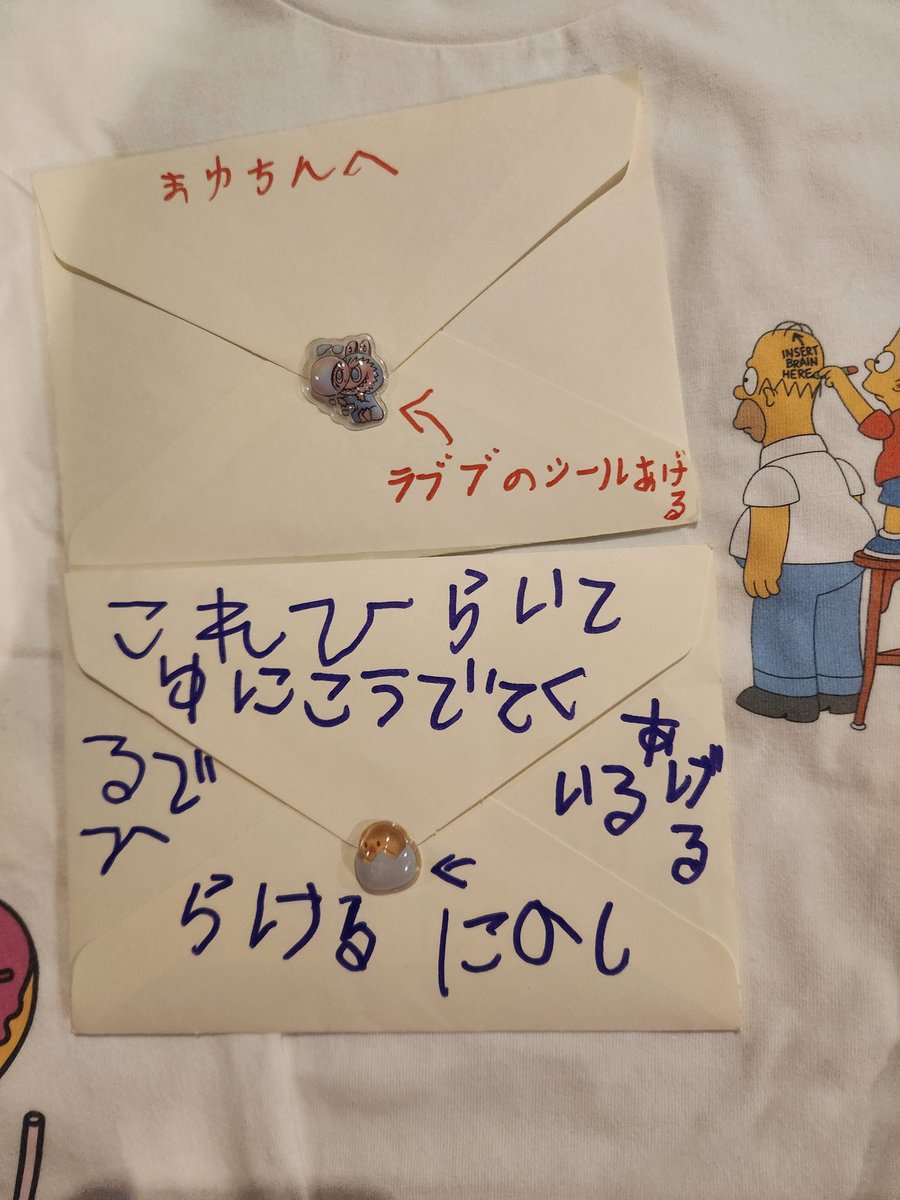 まゆちんへ
ラブブのシールあげ
る
これひらいて
ゆにこうでてく
るで
ひ
らける
あげ
る
いる
にのし
INSERT
BRAIN
HERE